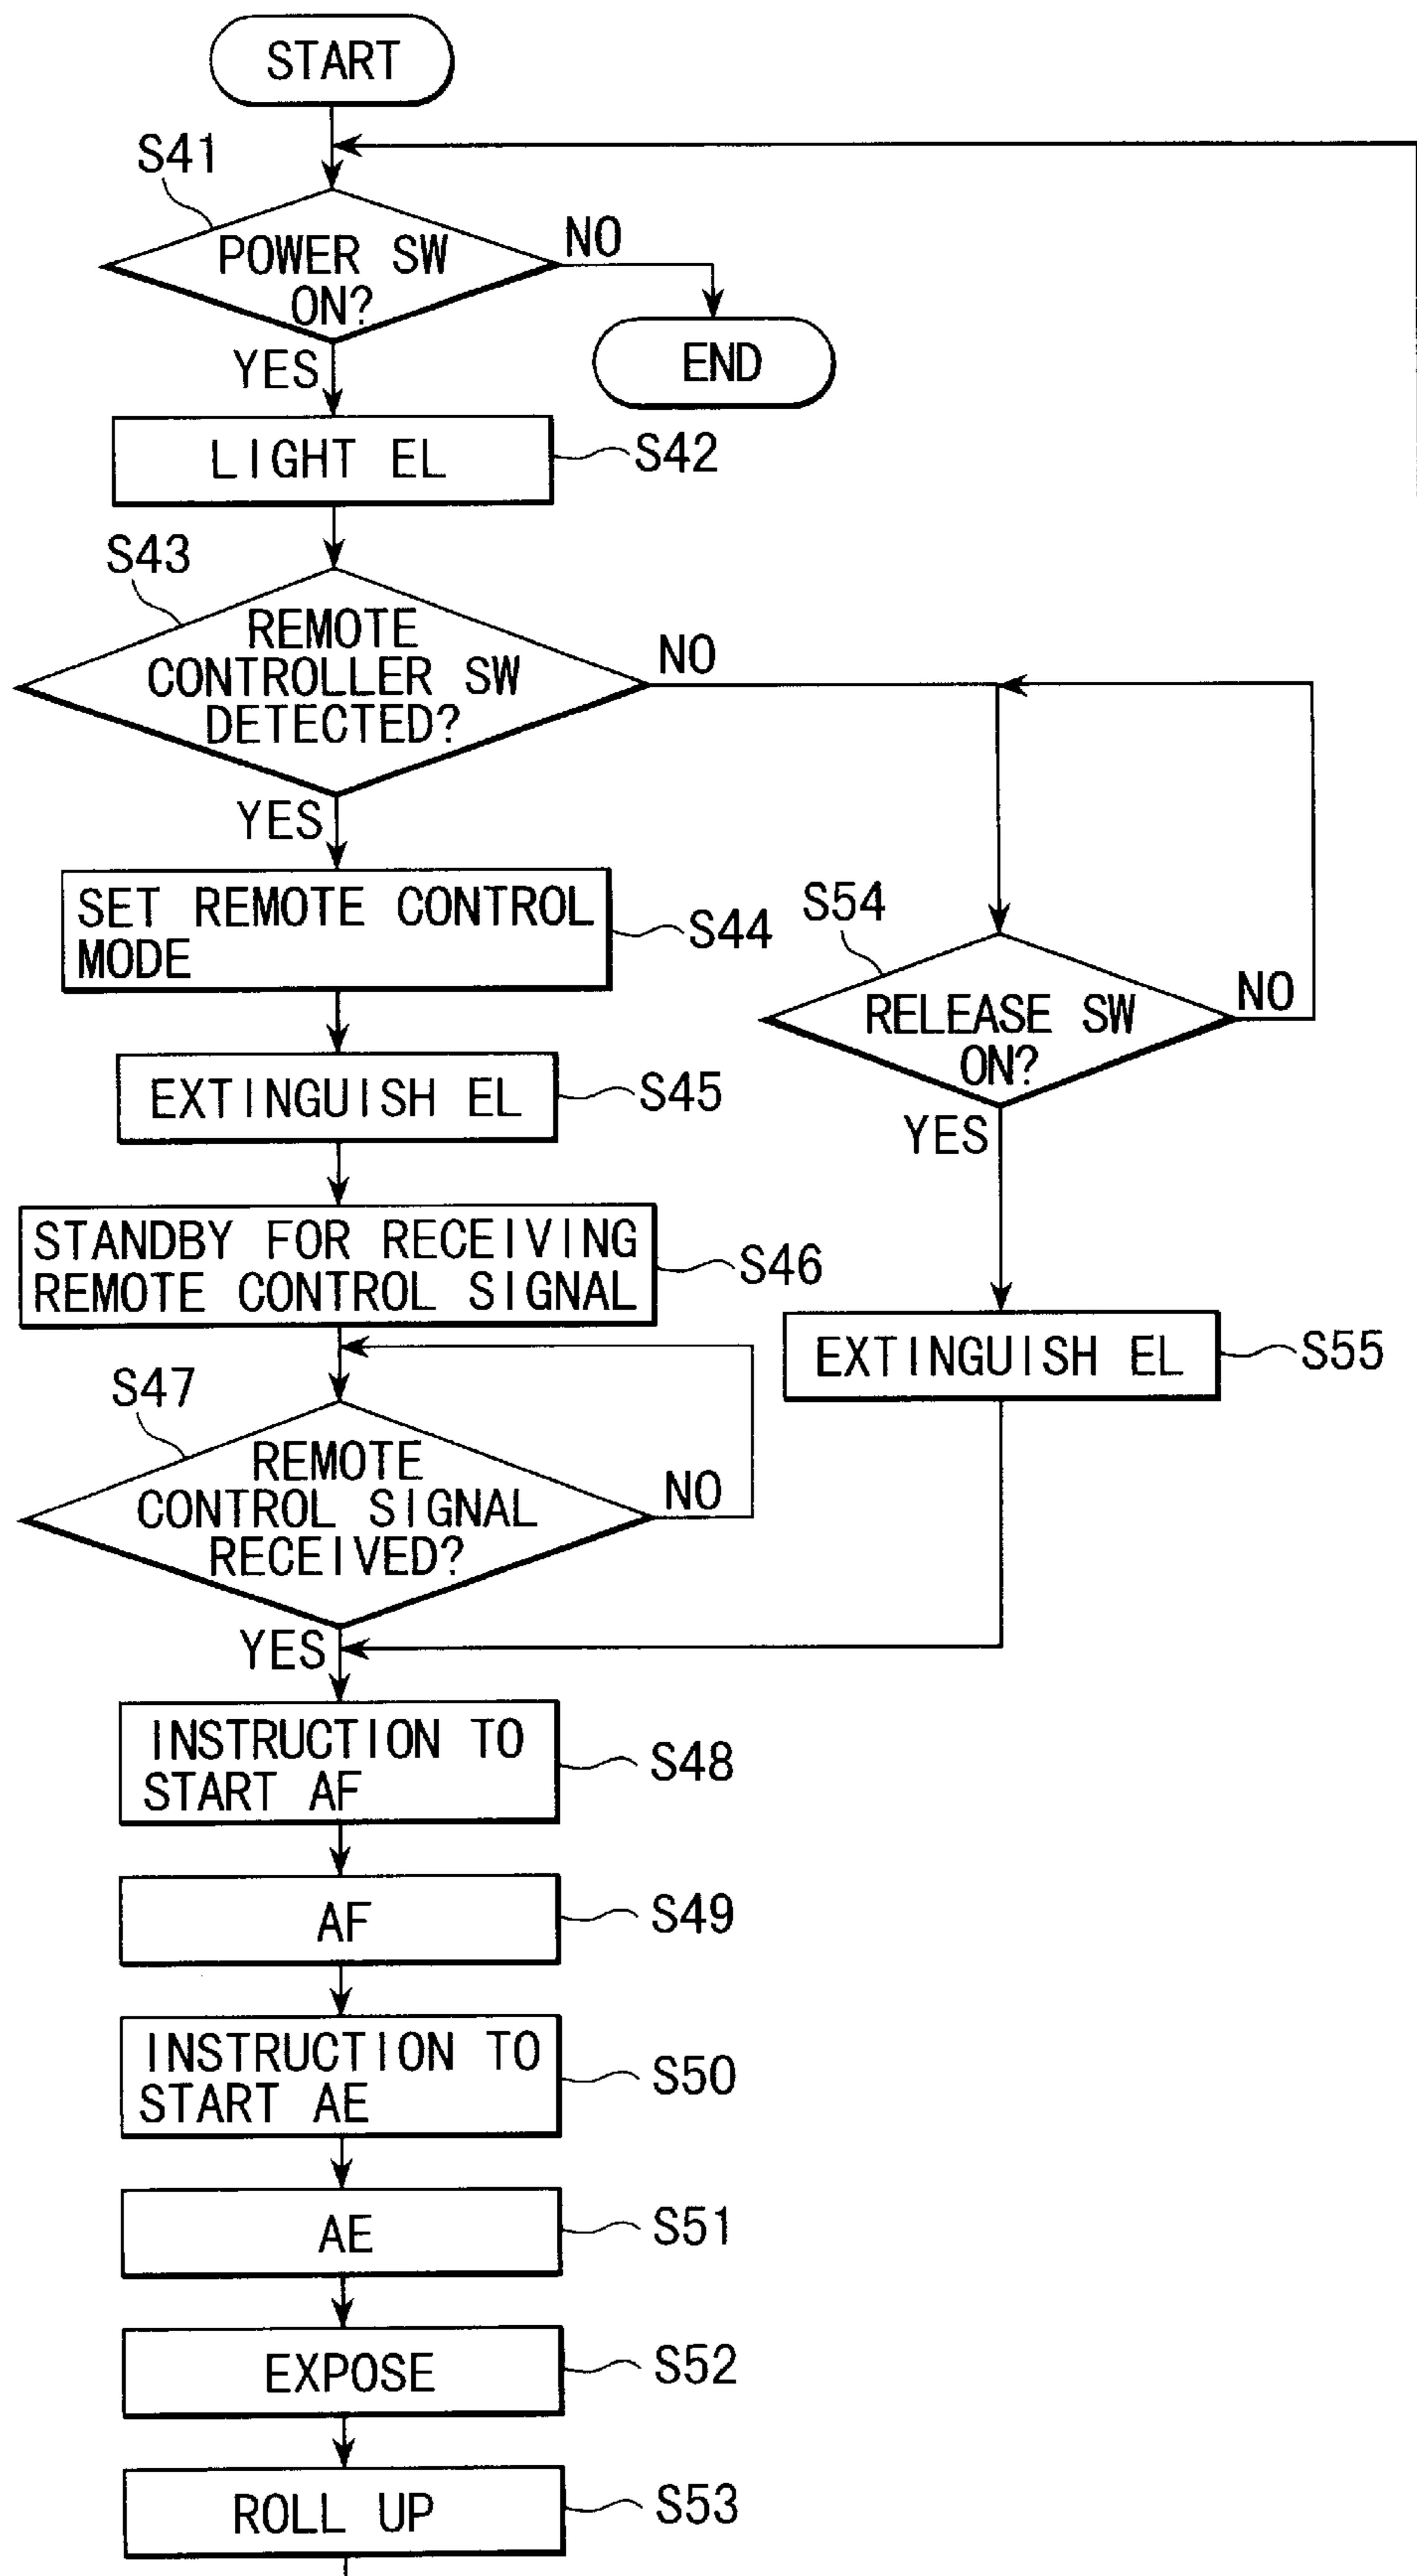 START
S41
POWER SW
ON?
NO
END
YES
LIGHT EL
S42
S43
REMOTE
CONTROLLER SW
DETECTED?
NO
YES
SET REMOTE CONTROL
MODE
S44
S54
RELEASE SW
ON?
NO
YES
EXTINGUISH EL
S45
STANDBY FOR RECEIVING
REMOTE CONTROL SIGNAL
S46
EXTINGUISH EL
S55
S47
REMOTE
CONTROL SIGNAL
RECEIVED?
NO
YES
INSTRUCTION TO
START AF
S48
AF
S49
INSTRUCTION TO
START AE
S50
AE
S51
EXPOSE
S52
ROLL UP
S53